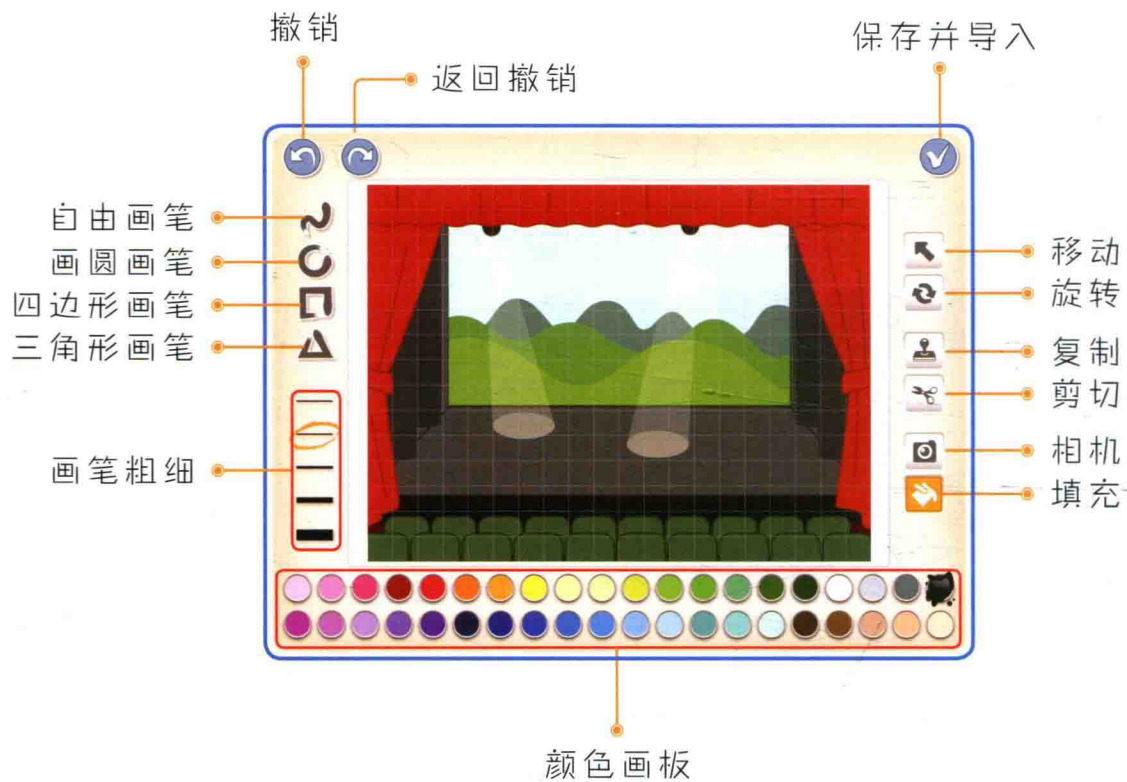 撤销
返回撤销
保存并导入
自由画笔
画圆画笔
四边形画笔
三角形画笔
画笔粗细
移动
旋转
复制
剪切
相机
填充
颜色画板